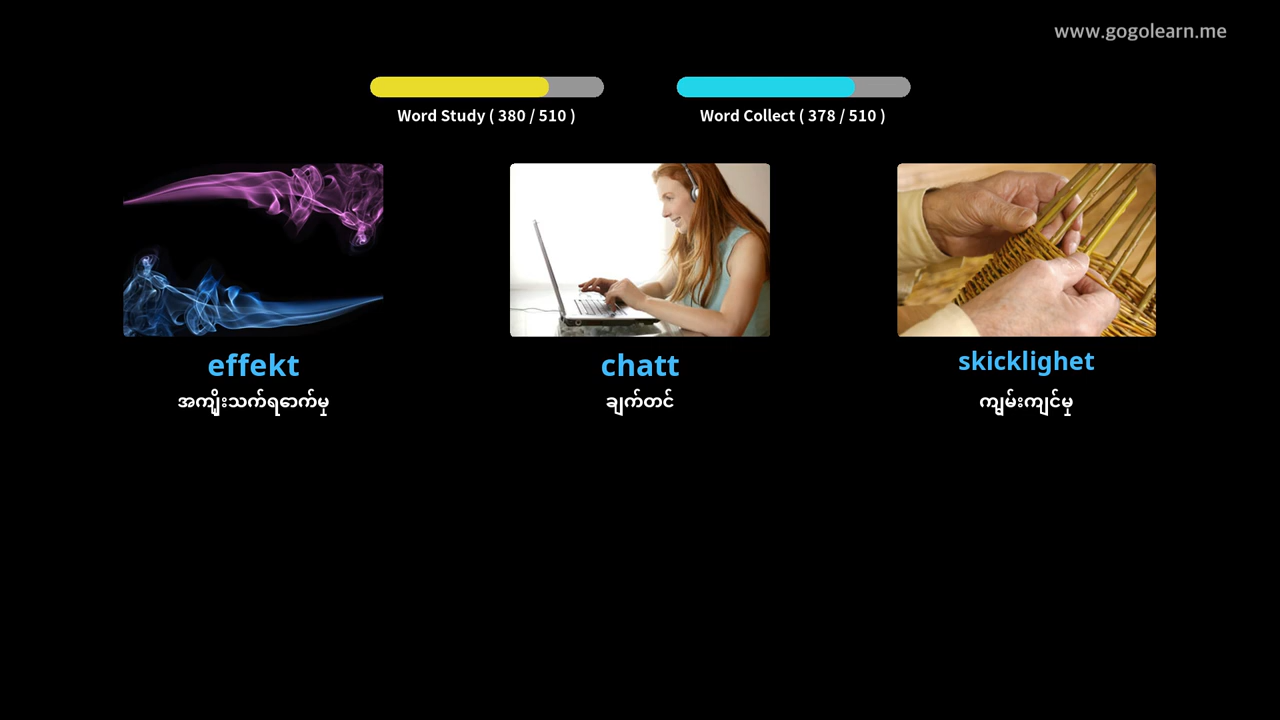 www.gogolearn.me
Word Study ( 380 / 510 )
Word Collect ( 378 / 510 )
effekt
chatt
skicklighet
အကျိုးသက်ရောက်မှု
ချက်တင်
ကျွမ်းကျင်မှု